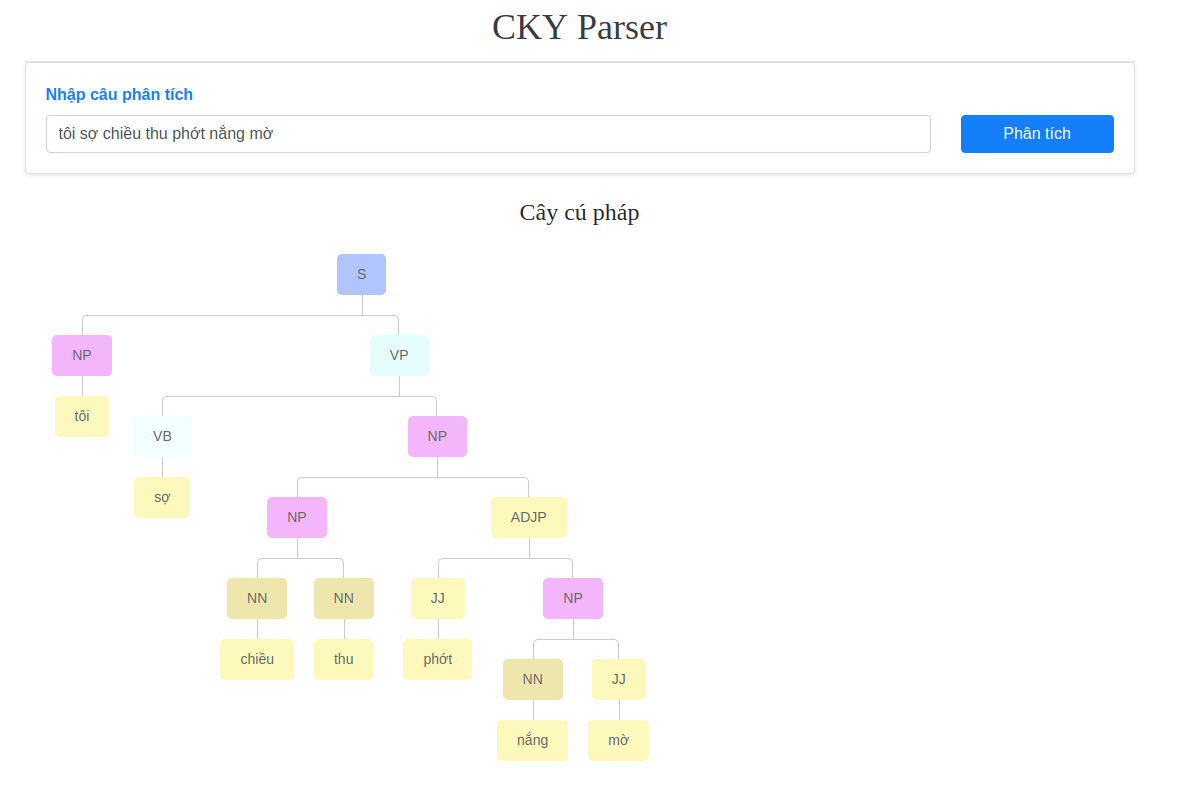 CKY Parser
Nhập câu phân tích
tôi sợ chiều thu phớt nắng mờ
Phân tích
Cây cú pháp
S
NP VP
tôi VB NP
sợ NP ADJP
NN NN JJ NP
chiều thu phớt NN JJ
nắng mờ